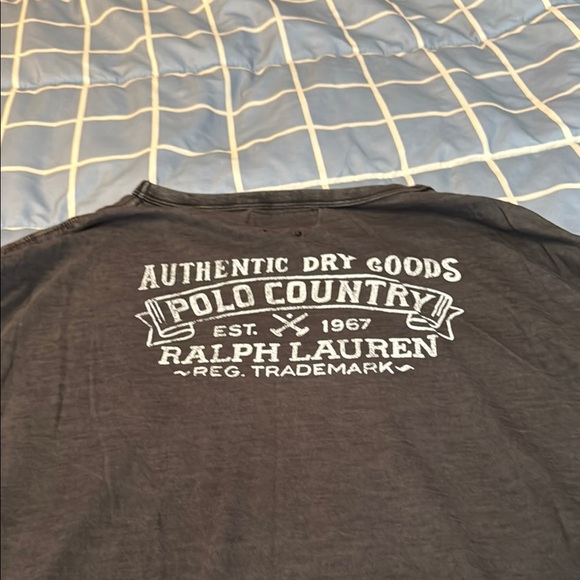 AUTHENTIC DRY GOODS
POLO COUNTRY
EST. 1967
RALPH LAUREN
~REG. TRADEMARK~